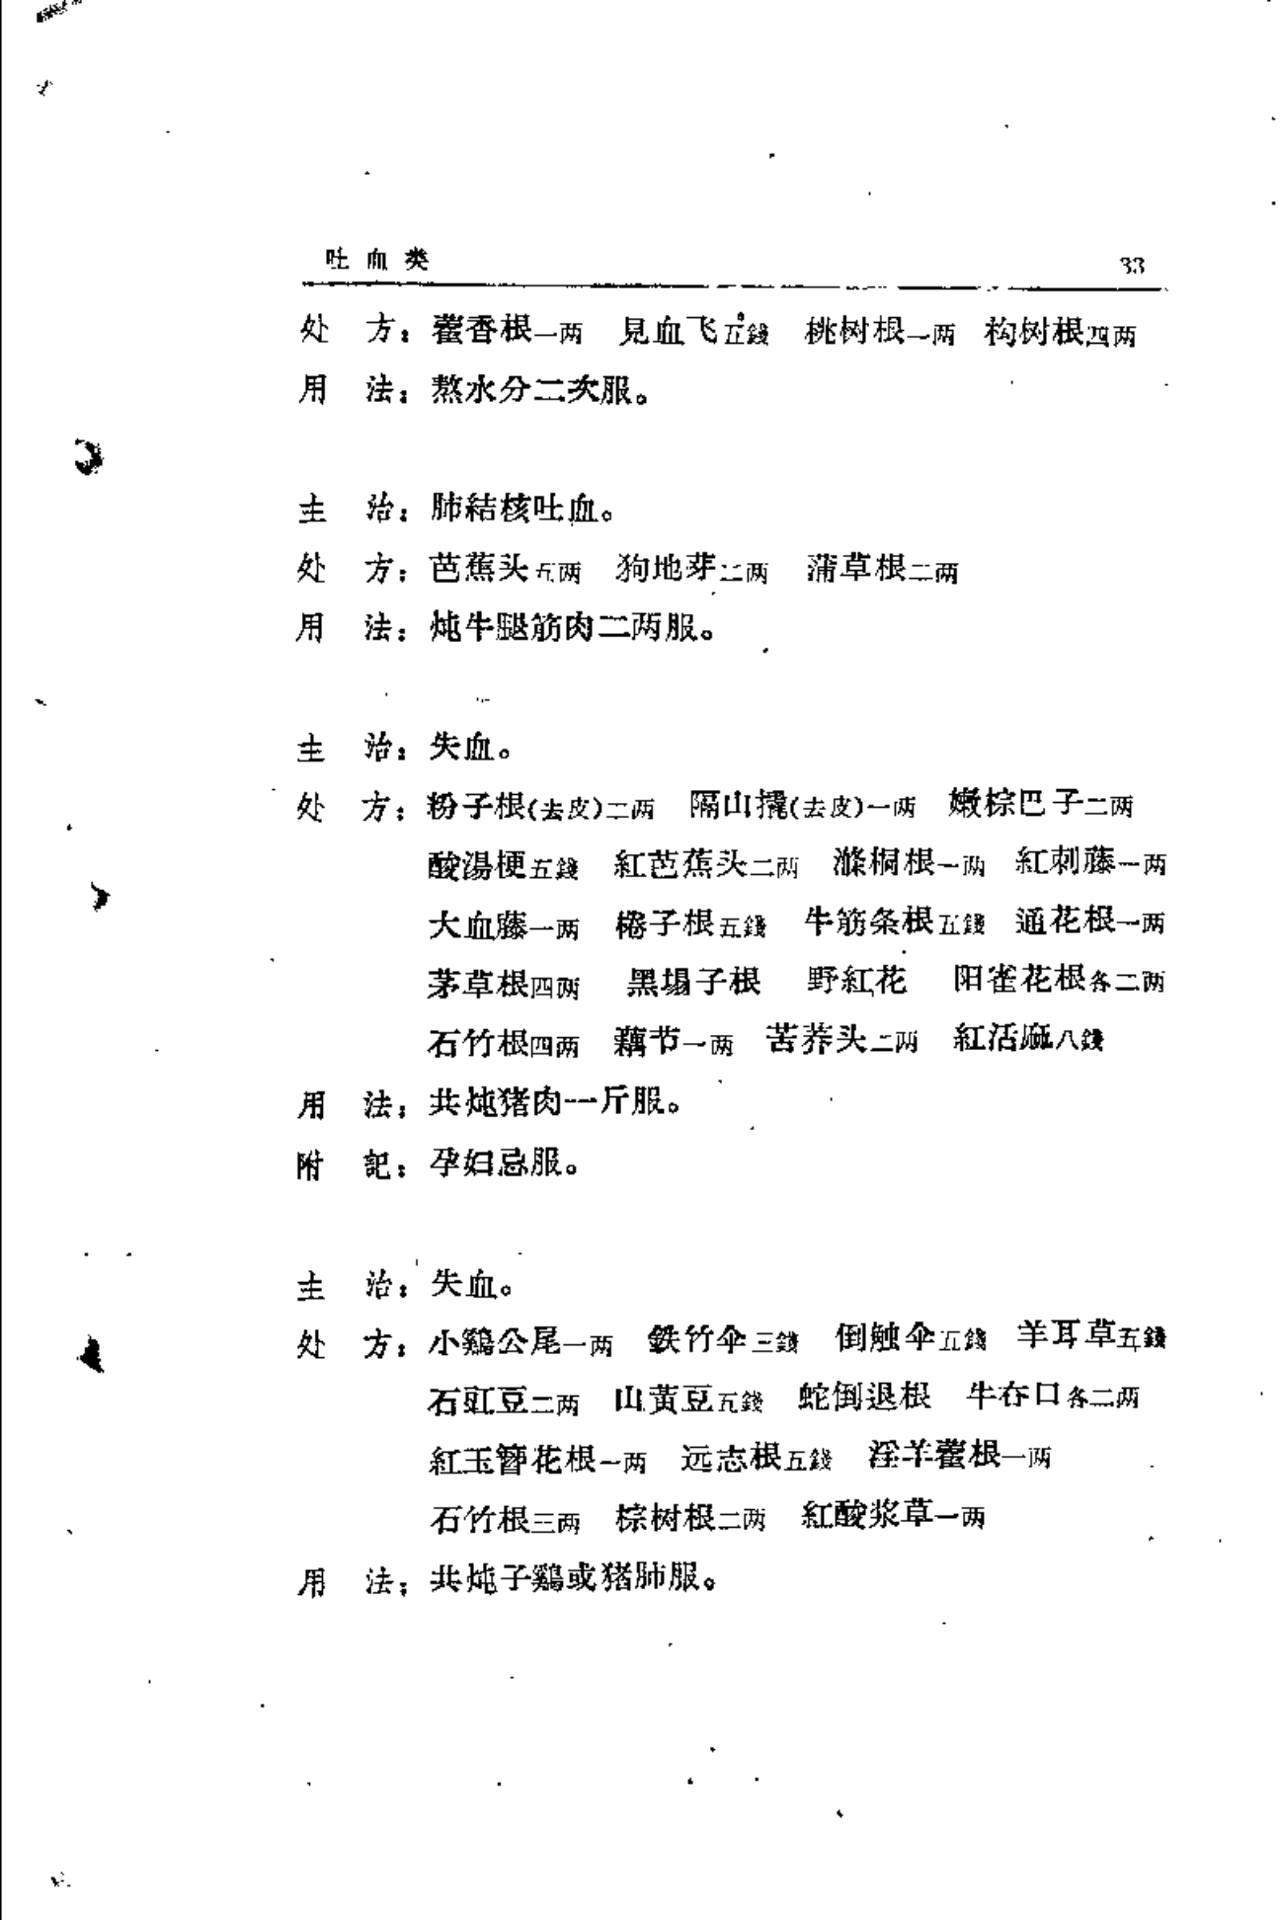 吐血类 33
处 方：藿香根一两 見血飞五錢 桃树根一两 构树根四两
用 法：熬水分二次服。
主 治：肺結核吐血。
处 方：芭蕉头五两 狗地芽二两 蒲草根二两
用 法：炖牛腿筋肉二两服。
主 治：失血。
处 方：粉子根(去皮)二两 隔山撬(去皮)一两 嫩棕巴子二两
酸湯梗五錢 紅芭蕉头二两 滌桐根一两 紅刺藤一两
大血藤一两 棬子根五錢 牛筋条根五錢 通花根一两
茅草根四两 黑塌子根 野紅花 阳雀花根各二两
石竹根四两 藕节一两 苦荞头二两 紅活麻八錢
用 法：共炖猪肉一斤服。
附 記：孕妇忌服。
主 治：失血。
处 方：小鷄公尾一两 鉄竹伞三錢 倒触伞五錢 羊耳草五錢
石豇豆二两 山黄豆五錢 蛇倒退根 牛夻口各二两
紅玉簪花根一两 远志根五錢 淫羊藿根一两
石竹根三两 棕树根二两 紅酸浆草一两
用 法：共炖子鷄或猪肺服。